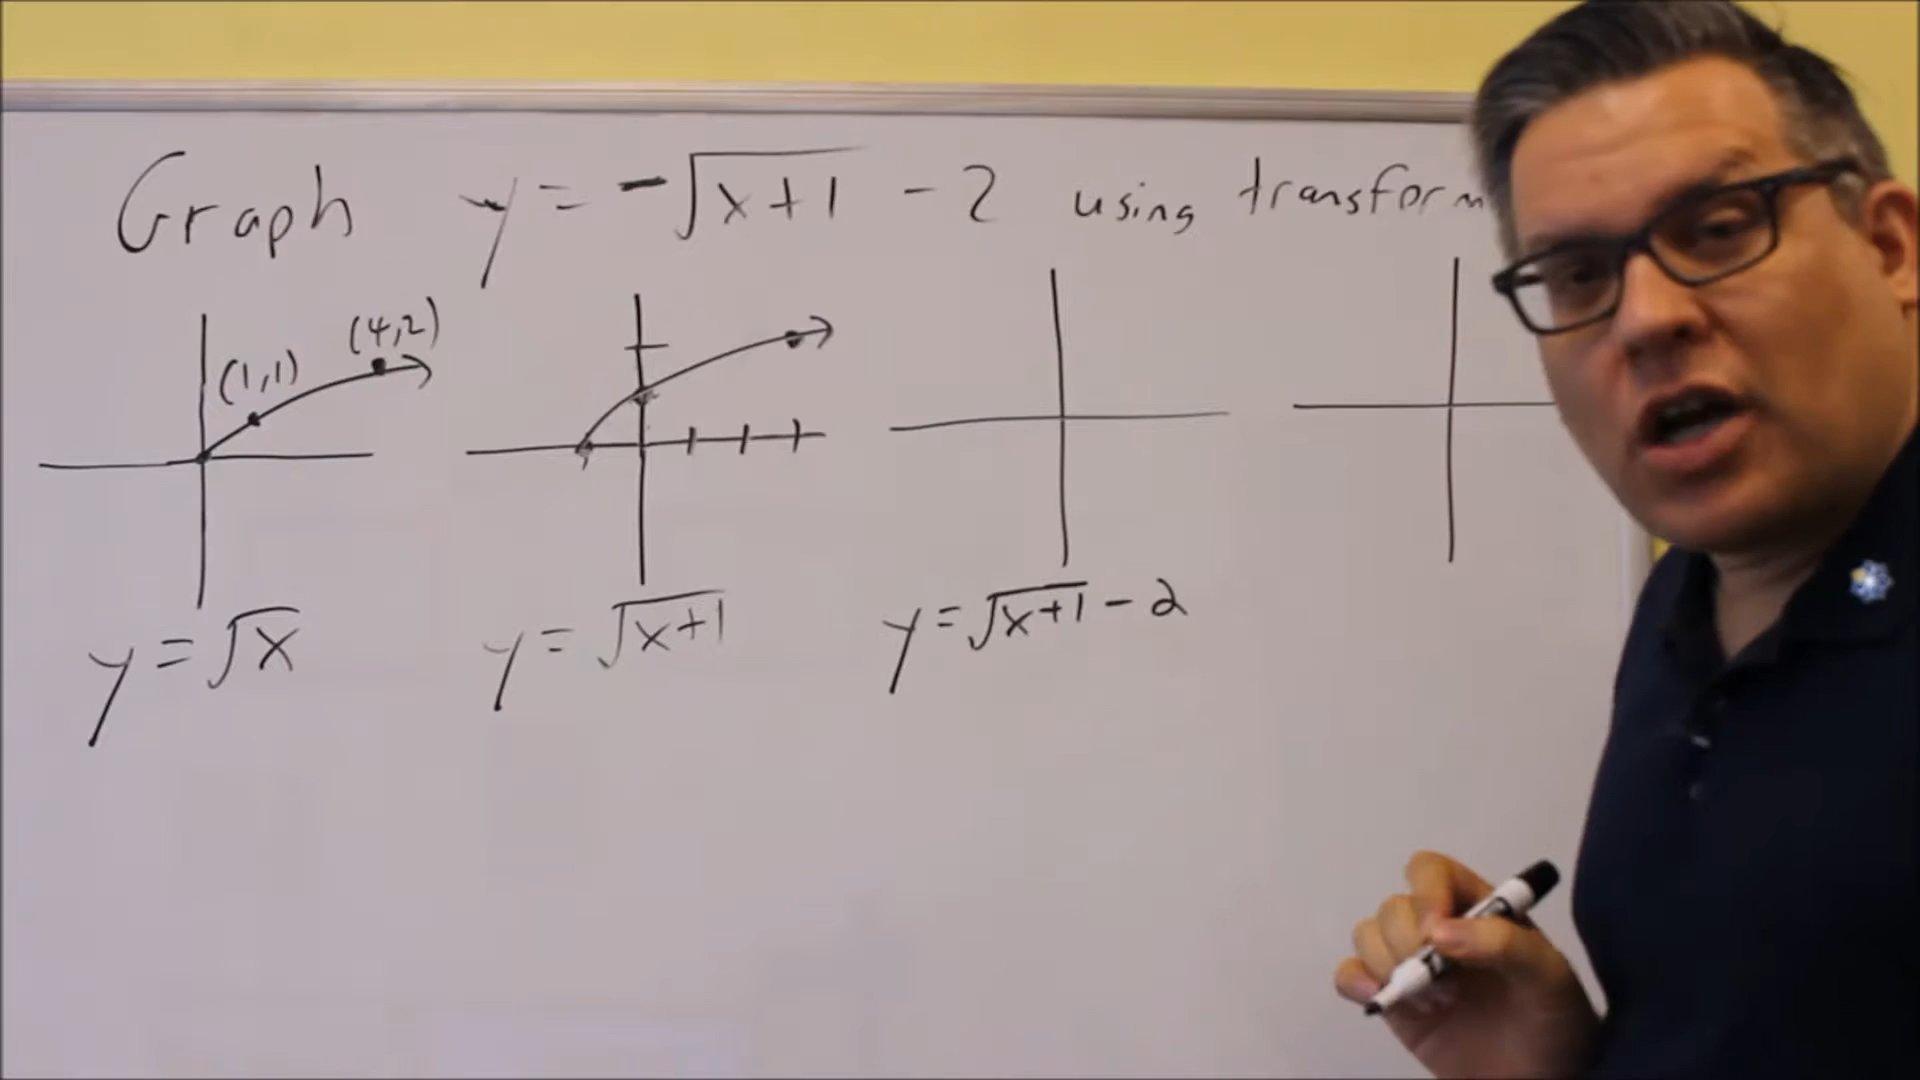 Graph y = -√(x+1) - 2 using transform
(1,1) (4,2)
y = √x
y = √(x+1)
y = √(x+1) - 2